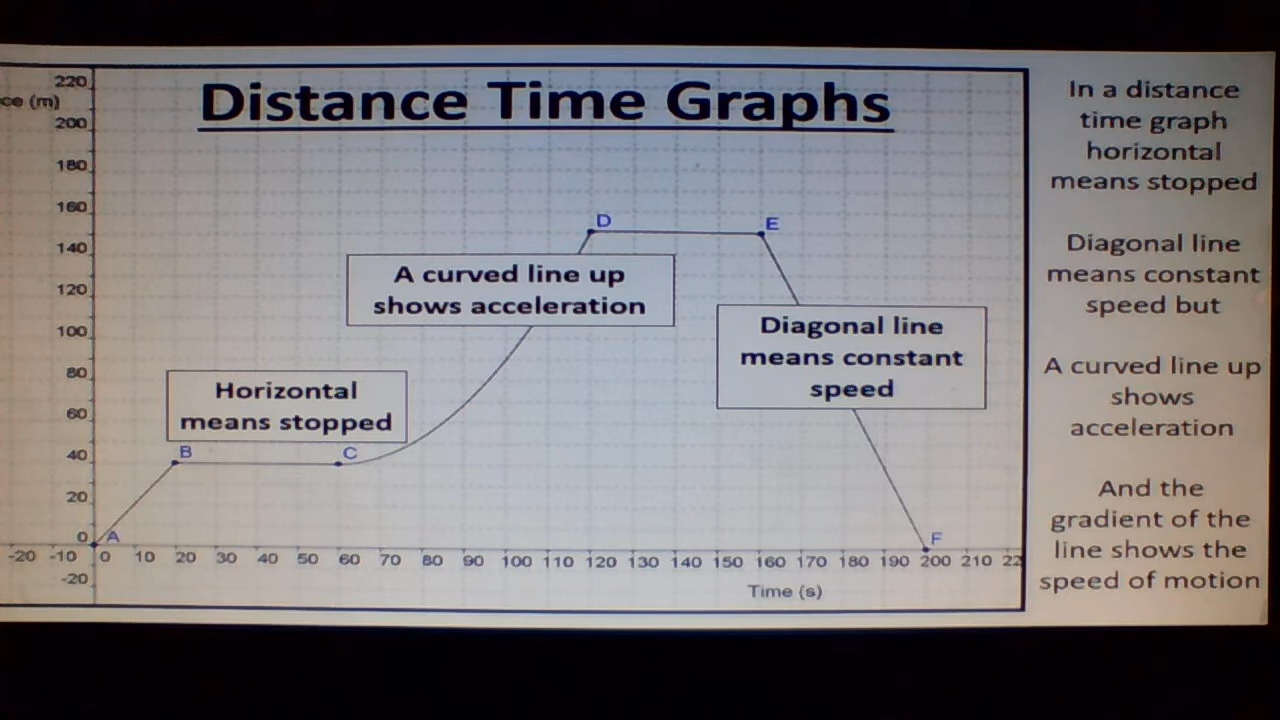 Distance Time Graphs
ce (m)
220
200
180
160
140
120
100
80
60
40
20
0
-20
D
E
A curved line up
shows acceleration
Diagonal line
means constant
speed
Horizontal
means stopped
B
C
A
F
-20 -10 0 10 20 30 40 50 60 70 80 90 100 110 120 130 140 150 160 170 180 190 200 210 22
Time (s)
In a distance
time graph
horizontal
means stopped
Diagonal line
means constant
speed but
A curved line up
shows
acceleration
And the
gradient of the
line shows the
speed of motion